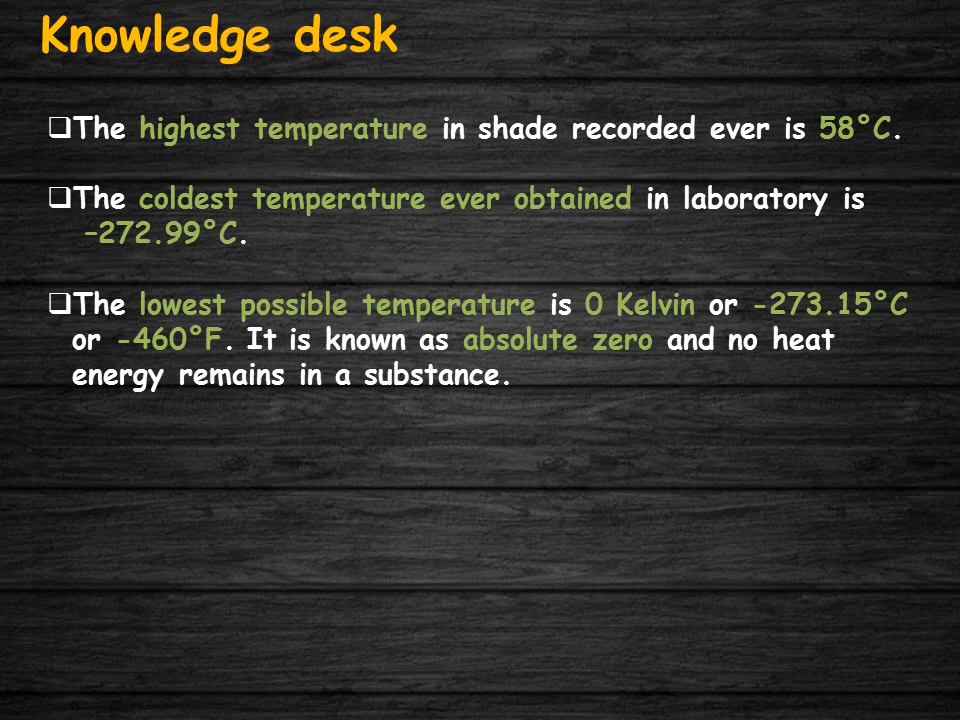 Knowledge desk
❑The highest temperature in shade recorded ever is 58°C.
❑The coldest temperature ever obtained in laboratory is
–272.99°C.
❑The lowest possible temperature is 0 Kelvin or -273.15°C
or -460°F. It is known as absolute zero and no heat
energy remains in a substance.